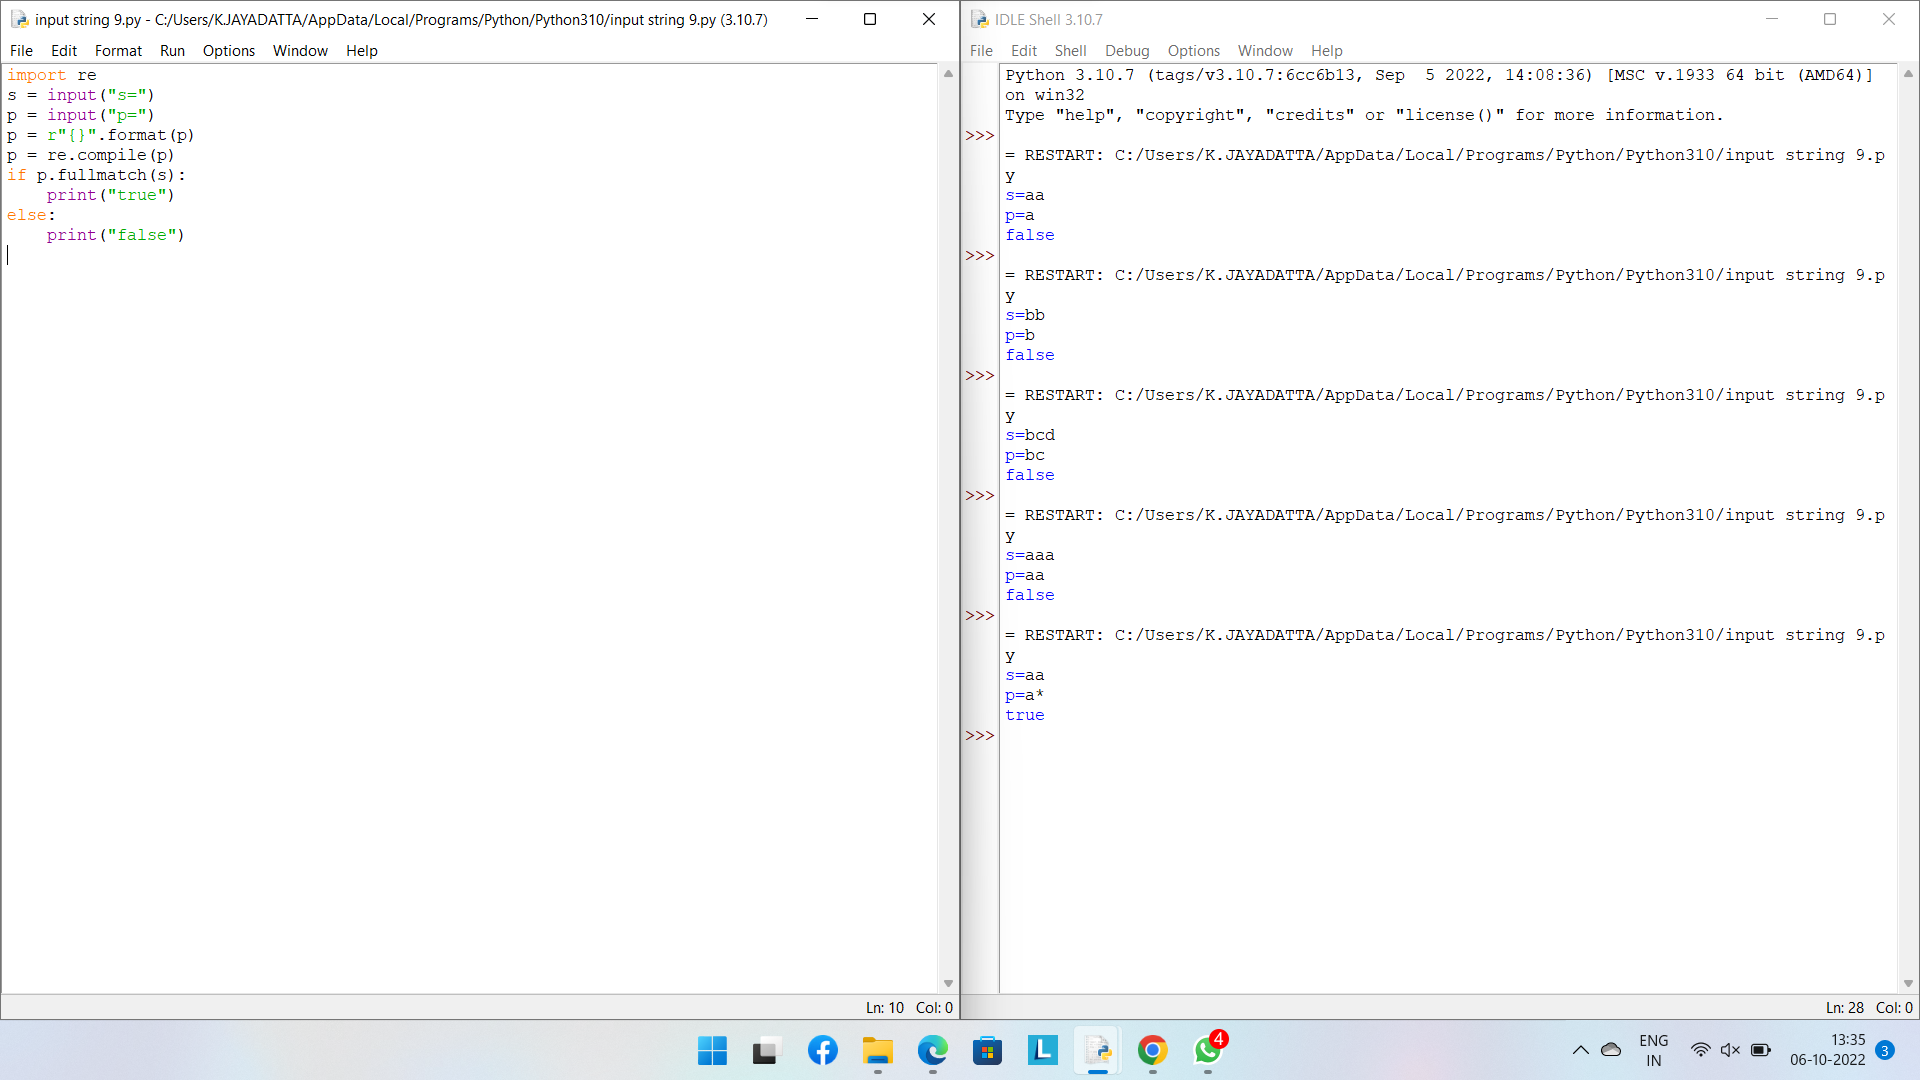 input string 9.py - C:/Users/K.JAYADATTA/AppData/Local/Programs/Python/Python310/input string 9.py (3.10.7)
File Edit Format Run Options Window Help
import re
s = input("s=")
p = input("p=")
p = r"{}".format(p)
p = re.compile(p)
if p.fullmatch(s):
    print("true")
else:
    print("false")
Ln: 10 Col: 0
IDLE Shell 3.10.7
File Edit Shell Debug Options Window Help
Python 3.10.7 (tags/v3.10.7:6cc6b13, Sep  5 2022, 14:08:36) [MSC v.1933 64 bit (AMD64)]
on win32
Type "help", "copyright", "credits" or "license()" for more information.
>>>
= RESTART: C:/Users/K.JAYADATTA/AppData/Local/Programs/Python/Python310/input string 9.p
y
s=aa
p=a
false
>>>
= RESTART: C:/Users/K.JAYADATTA/AppData/Local/Programs/Python/Python310/input string 9.p
y
s=bb
p=b
false
>>>
= RESTART: C:/Users/K.JAYADATTA/AppData/Local/Programs/Python/Python310/input string 9.p
y
s=bcd
p=bc
false
>>>
= RESTART: C:/Users/K.JAYADATTA/AppData/Local/Programs/Python/Python310/input string 9.p
y
s=aaa
p=aa
false
>>>
= RESTART: C:/Users/K.JAYADATTA/AppData/Local/Programs/Python/Python310/input string 9.p
y
s=aa
p=a*
true
>>>
Ln: 28 Col: 0
L
4
ENG
IN
13:35
06-10-2022
3